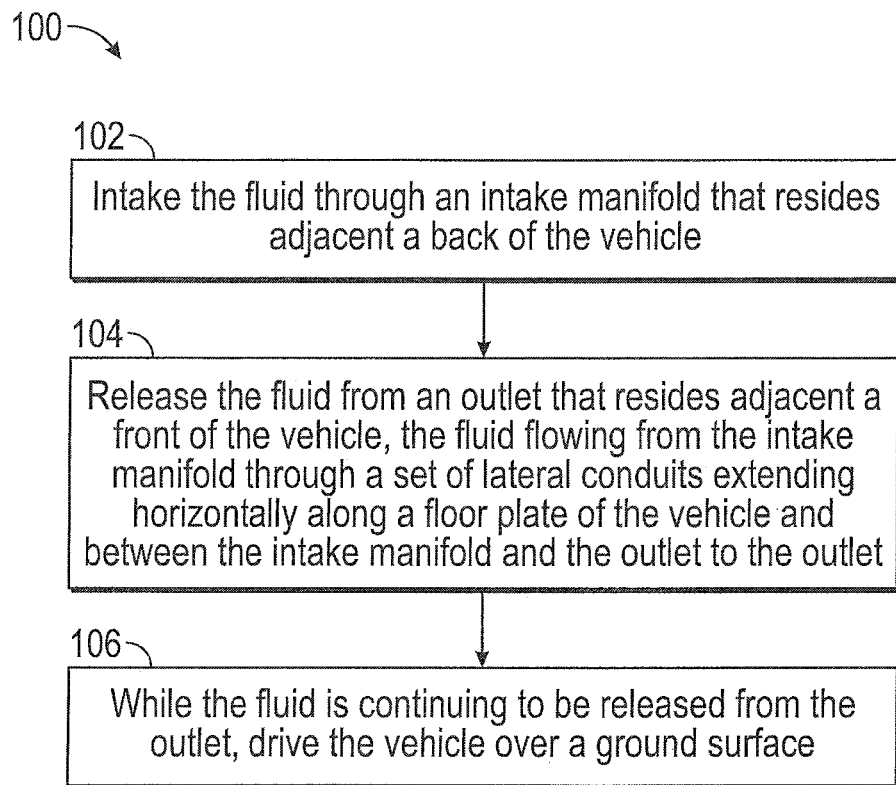 100
102
Intake the fluid through an intake manifold that resides
adjacent a back of the vehicle
104
Release the fluid from an outlet that resides adjacent a
front of the vehicle, the fluid flowing from the intake
manifold through a set of lateral conduits extending
horizontally along a floor plate of the vehicle and
between the intake manifold and the outlet to the outlet
106
While the fluid is continuing to be released from the
outlet, drive the vehicle over a ground surface